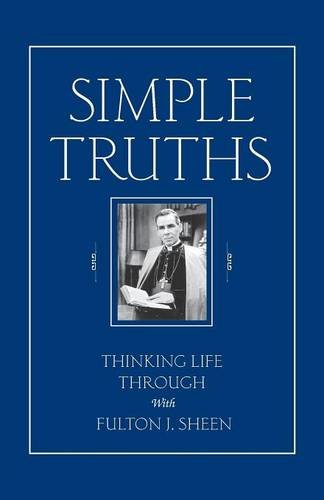 SIMPLE
TRUTHS
THINKING LIFE
THROUGH
With
FULTON J. SHEEN